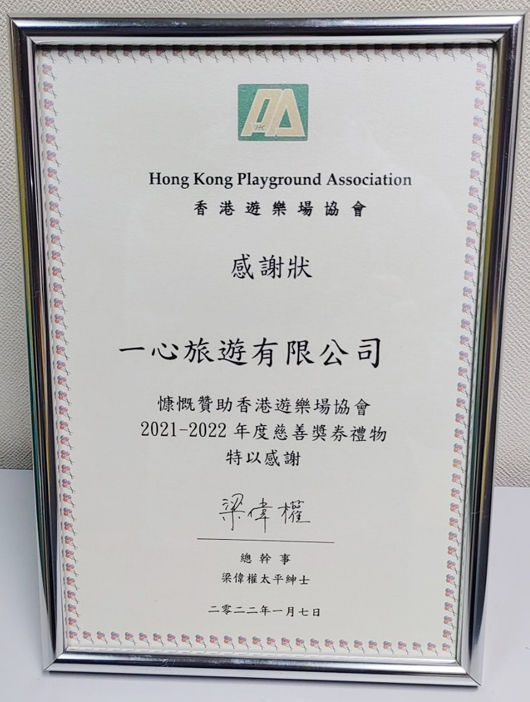 Hong Kong Playground Association
香港遊樂場協會
感謝狀
一心旅遊有限公司
慷慨贊助香港遊樂場協會
2021-2022 年度慈善獎券禮物
特以感謝
梁偉權
總幹事
梁偉權太平紳士
二零二二年一月七日